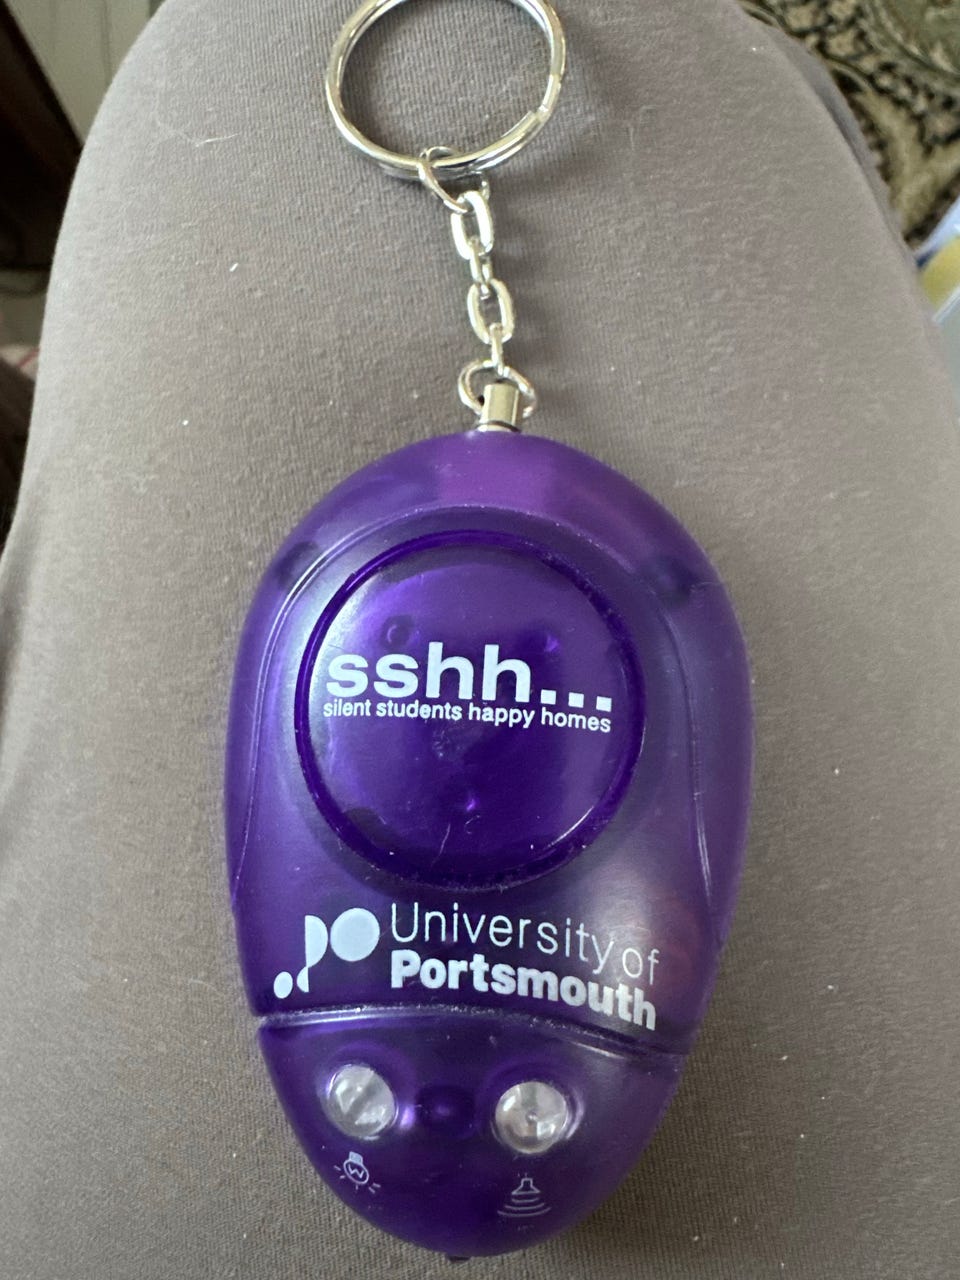 sshh...
silent students happy homes
University of
Portsmouth